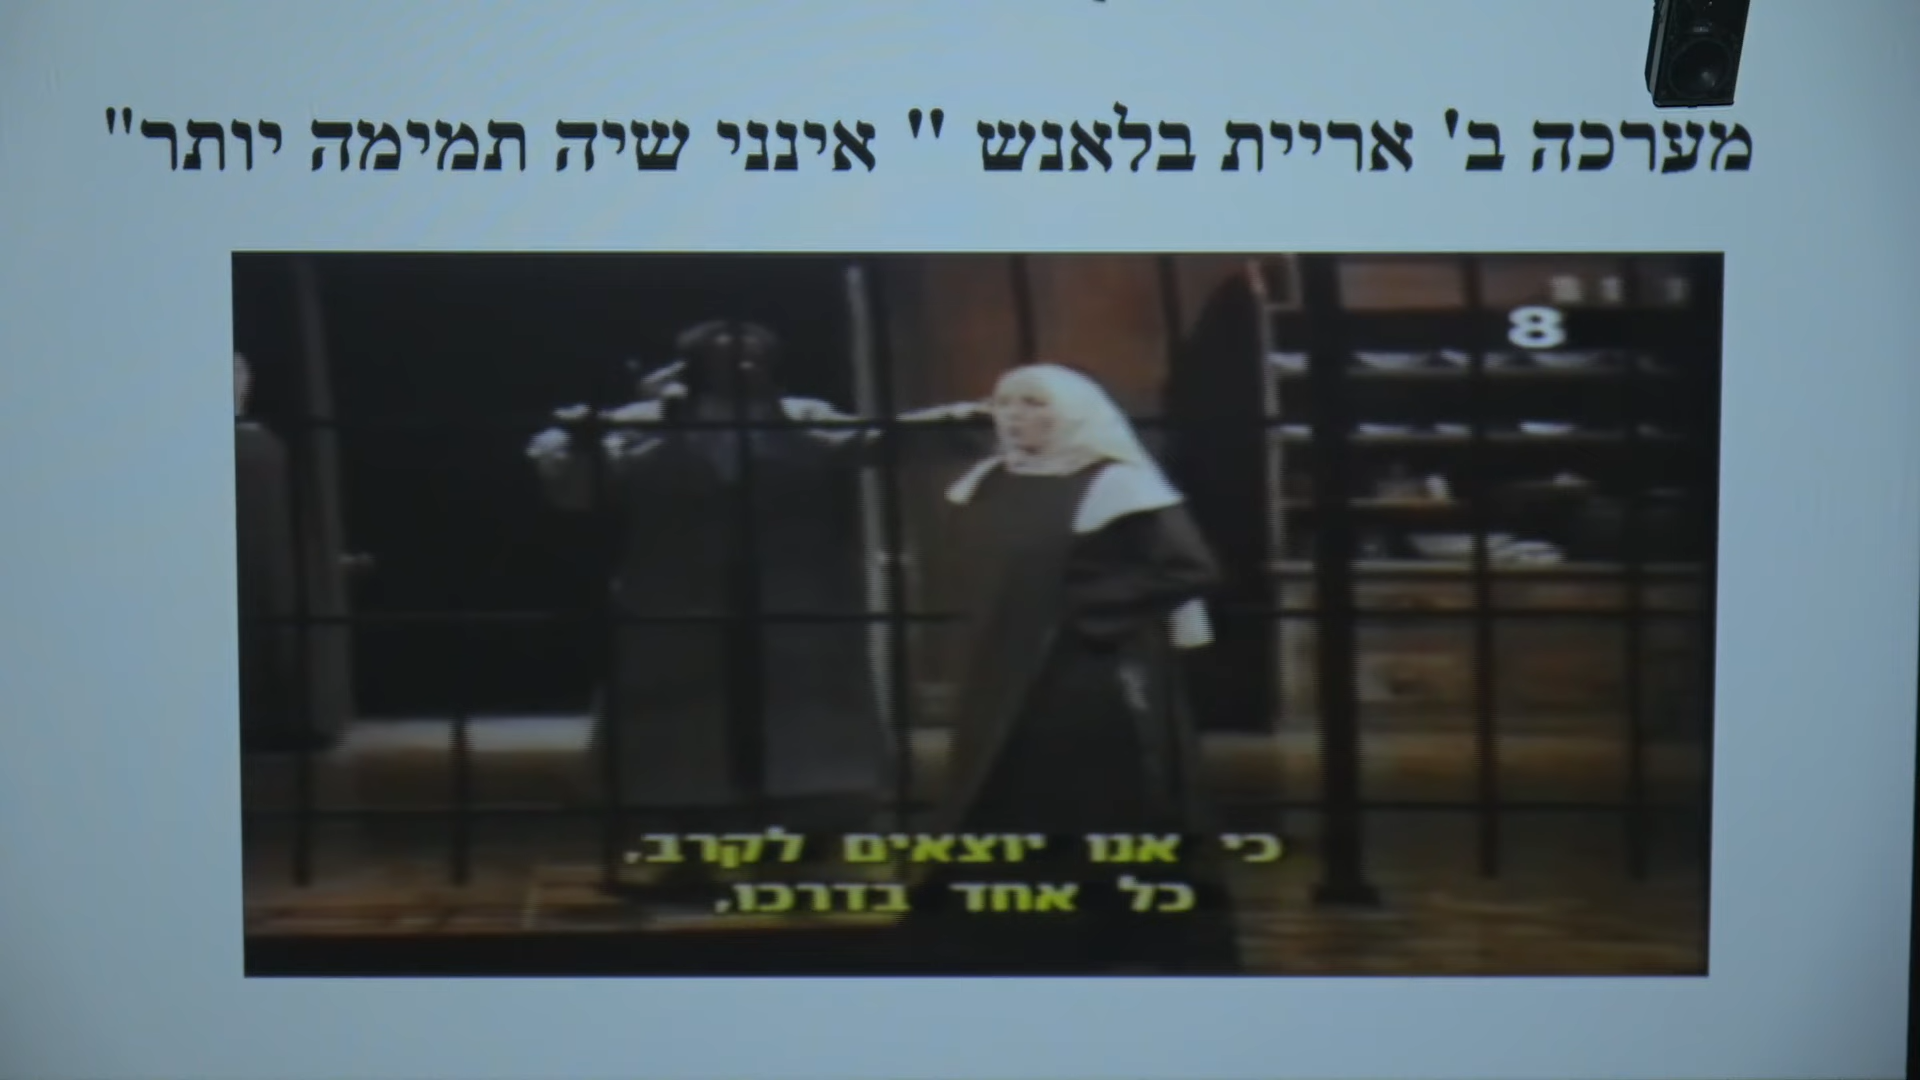 מערכה ב' אריית בלאנש " אינני שיה תמימה יותר"
8
כי אנו יוצאים לקרב,
כל אחד בדרכו,